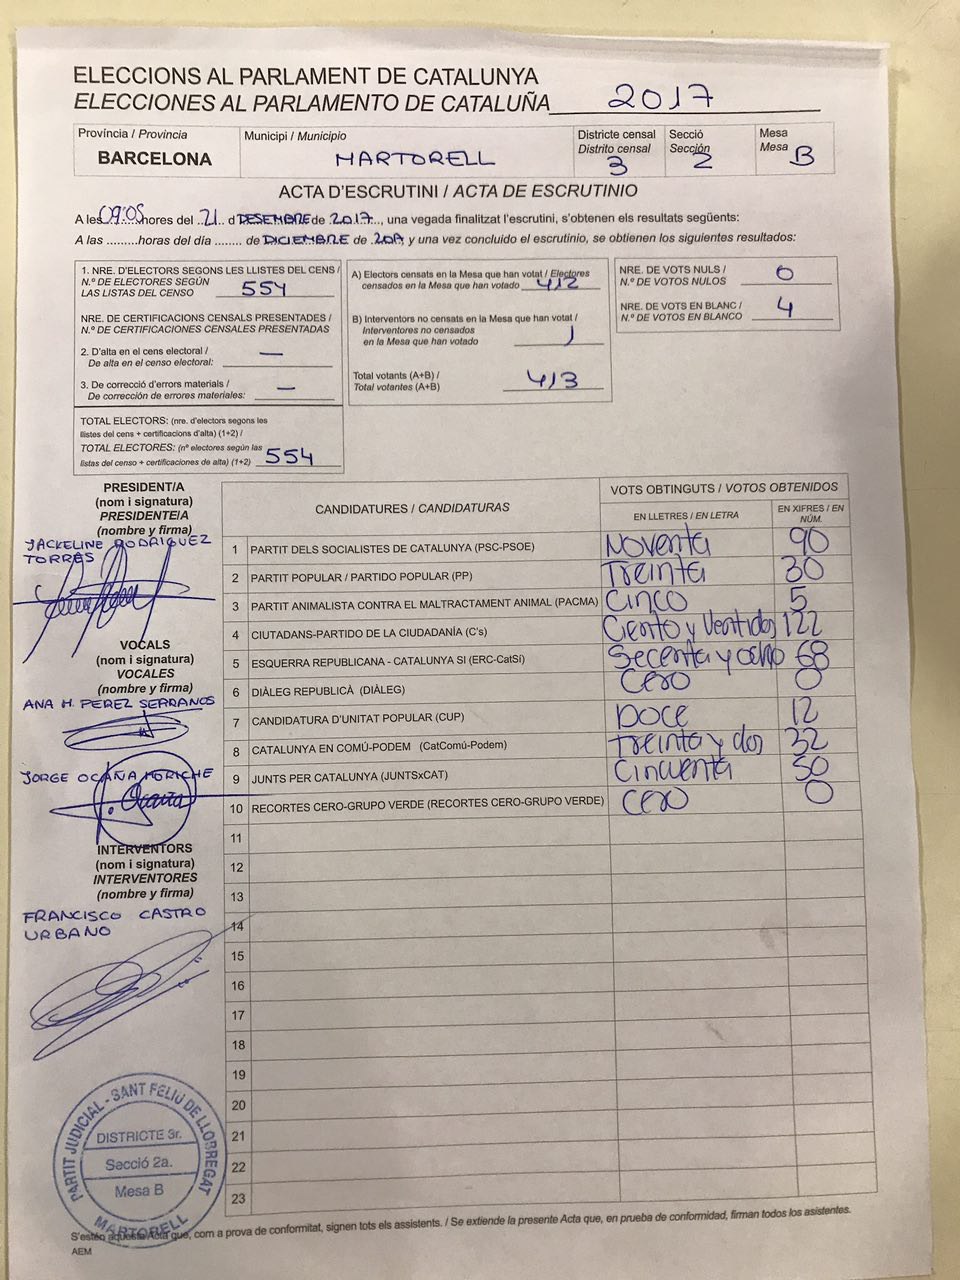 ELECCIONS AL PARLAMENT DE CATALUNYA
ELECCIONES AL PARLAMENTO DE CATALUÑA 2017
Província / Provincia
BARCELONA
Municipi / Municipio
MARTORELL
Districte censal
Distrito censal
3
Secció
Sección
2
Mesa
Mesa B
ACTA D'ESCRUTINI / ACTA DE ESCRUTINIO
A les 09:05 hores del 21 d DESEMBRE de 2017, una vegada finalitzat l'escrutini, s'obtenen els resultats següents:
A las .........horas del día ........ de DICIEMBRE de 2017 y una vez concluido el escrutinio, se obtienen los siguientes resultados:
1. NRE. D'ELECTORS SEGONS LES LLISTES DEL CENS /
N.º DE ELECTORES SEGÚN
LAS LISTAS DEL CENSO 554
NRE. DE CERTIFICACIONS CENSALS PRESENTADES /
N.º DE CERTIFICACIONES CENSALES PRESENTADAS
2. D'alta en el cens electoral /
De alta en el censo electoral: —
3. De correcció d'errors materials /
De corrección de errores materiales: —
TOTAL ELECTORS: (nre. d'electors segons les
llistes del cens + certificacions d'alta) (1+2) /
TOTAL ELECTORES: (nº electores según las
listas del censo + certificaciones de alta) (1+2) 554
A) Electors censats en la Mesa que han votat / Electores
censados en la Mesa que han votado 412
B) Interventors no censats en la Mesa que han votat /
Interventores no censados
en la Mesa que han votado 1
Total votants (A+B) /
Total votantes (A+B) 413
NRE. DE VOTS NULS /
N.º DE VOTOS NULOS 0
NRE. DE VOTS EN BLANC /
N.º DE VOTOS EN BLANCO 4
PRESIDENT/A
(nom i signatura)
PRESIDENTE/A
(nombre y firma)
JACKELINE RODRIGUEZ
TORRES
VOCALS
(nom i signatura)
VOCALES
(nombre y firma)
ANA M. PEREZ SERRANOS
JORGE OCAÑA MORICHE
J. Ocaña
INTERVENTORS
(nom i signatura)
INTERVENTORES
(nombre y firma)
FRANCISCO CASTRO
URBANO
CANDIDATURES / CANDIDATURAS
VOTS OBTINGUTS / VOTOS OBTENIDOS
EN LLETRES / EN LETRA
EN XIFRES / EN
NÚM.
1 PARTIT DELS SOCIALISTES DE CATALUNYA (PSC-PSOE) Noventa 90
2 PARTIT POPULAR / PARTIDO POPULAR (PP) Treinta 30
3 PARTIT ANIMALISTA CONTRA EL MALTRACTAMENT ANIMAL (PACMA) Cinco 5
4 CIUTADANS-PARTIDO DE LA CIUDADANÍA (C's) Ciento y Ventidos 122
5 ESQUERRA REPUBLICANA - CATALUNYA SI (ERC-CatSí) Secenta y ocho 68
6 DIÀLEG REPUBLICÀ (DIÀLEG) Cero 0
7 CANDIDATURA D'UNITAT POPULAR (CUP) Doce 12
8 CATALUNYA EN COMÚ-PODEM (CatComú-Podem) Treinta y dos 32
9 JUNTS PER CATALUNYA (JUNTSxCAT) Cincuenta 50
10 RECORTES CERO-GRUPO VERDE (RECORTES CERO-GRUPO VERDE) Cero 0
11
12
13
14
15
16
17
18
19
20
21
22
23
PARTIT JUDICIAL - SANT FELIU DE LLOBREGAT
DISTRICTE 3r.
Secció 2a.
Mesa B
MARTORELL
S'estén aquesta Acta que, com a prova de conformitat, signen tots els assistents. / Se extiende la presente Acta que, en prueba de conformidad, firman todos los asistentes.
AEM